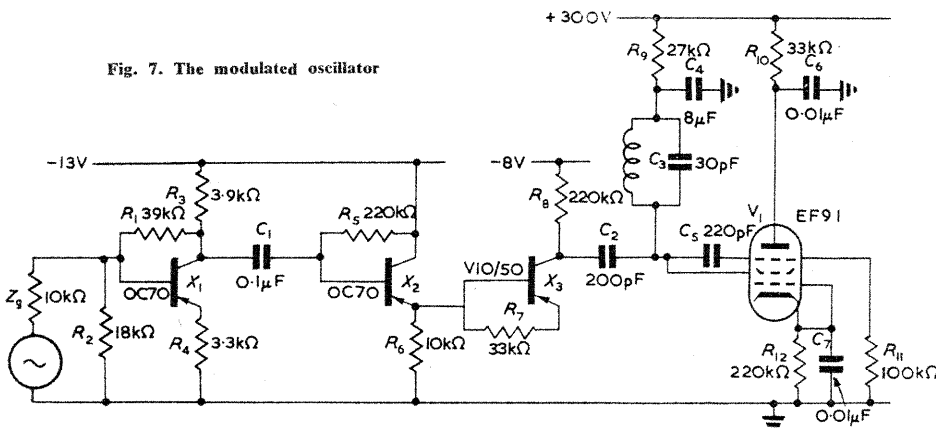 +300V
R9
27kΩ
R10
33kΩ
Fig. 7. The modulated oscillator
C4
8μF
C6
0·01μF
-13V
-8V
R3
3·9kΩ
R1 39kΩ
R5 220kΩ
R8
220kΩ
C3
30pF
V1
EF91
C1
0·1μF
C2
200pF
C5 220pF
Zg
10kΩ
OC70
X1
OC70
X2
V10/50
X3
R2
18kΩ
R4
3·3kΩ
R6
10kΩ
R7
33kΩ
R12
220kΩ
C7
0·01μF
R11
100kΩ